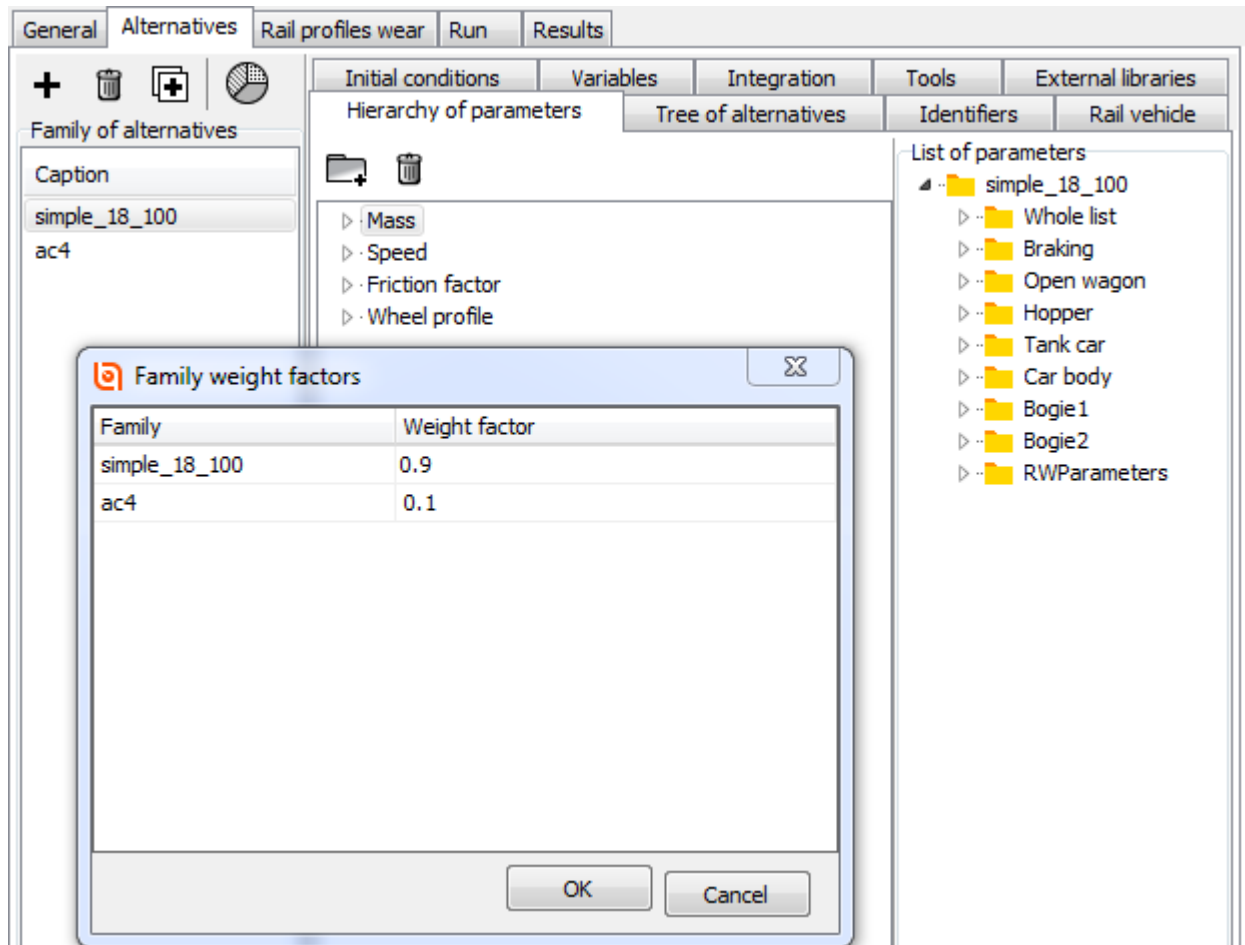 General Alternatives Rail profiles wear Run Results
Initial conditions Variables Integration Tools External libraries
Hierarchy of parameters Tree of alternatives Identifiers Rail vehicle
Family of alternatives
Caption
simple_18_100
ac4
Mass
Speed
Friction factor
Wheel profile
List of parameters
simple_18_100
Whole list
Braking
Open wagon
Hopper
Tank car
Car body
Bogie1
Bogie2
RWParameters
Family weight factors
Family Weight factor
simple_18_100 0.9
ac4 0.1
OK Cancel